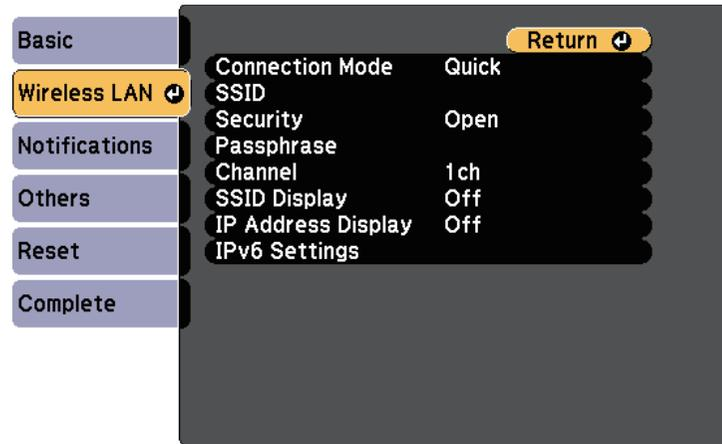 Basic
Wireless LAN
Notifications
Others
Reset
Complete
Return
Connection Mode Quick
SSID
Security Open
Passphrase
Channel 1ch
SSID Display Off
IP Address Display Off
IPv6 Settings